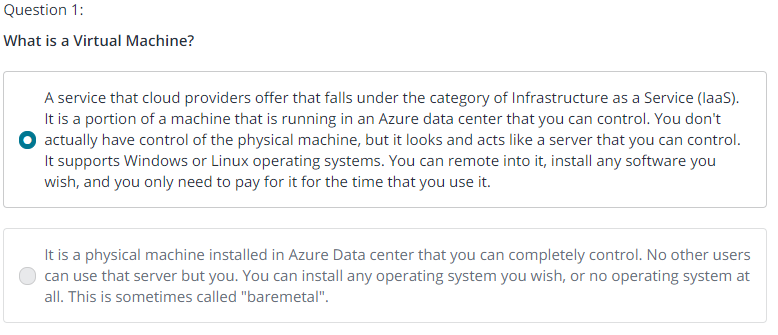 Question 1:
What is a Virtual Machine?
A service that cloud providers offer that falls under the category of Infrastructure as a Service (IaaS).
It is a portion of a machine that is running in an Azure data center that you can control. You don't
actually have control of the physical machine, but it looks and acts like a server that you can control.
It supports Windows or Linux operating systems. You can remote into it, install any software you
wish, and you only need to pay for it for the time that you use it.
It is a physical machine installed in Azure Data center that you can completely control. No other users
can use that server but you. You can install any operating system you wish, or no operating system at
all. This is sometimes called "baremetal".